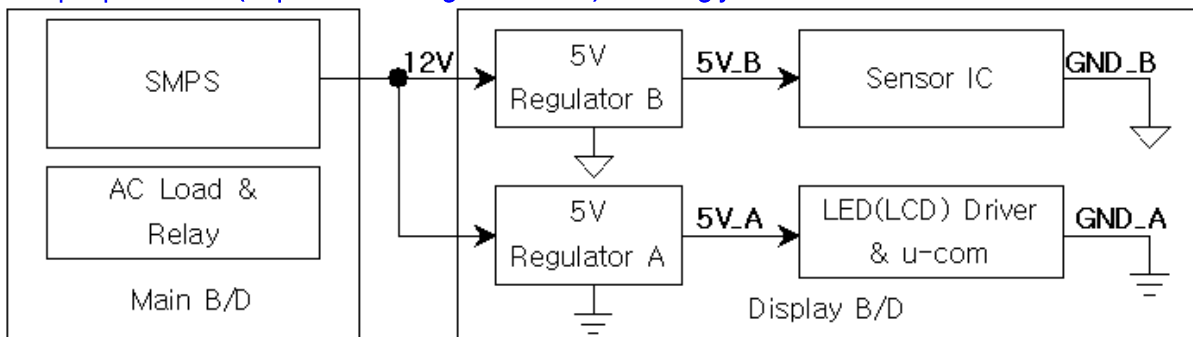 SMPS
AC Load &
Relay
Main B/D
12V
5V
Regulator B
5V_B
Sensor IC
GND_B
5V
Regulator A
5V_A
LED(LCD) Driver
& u-com
GND_A
Display B/D